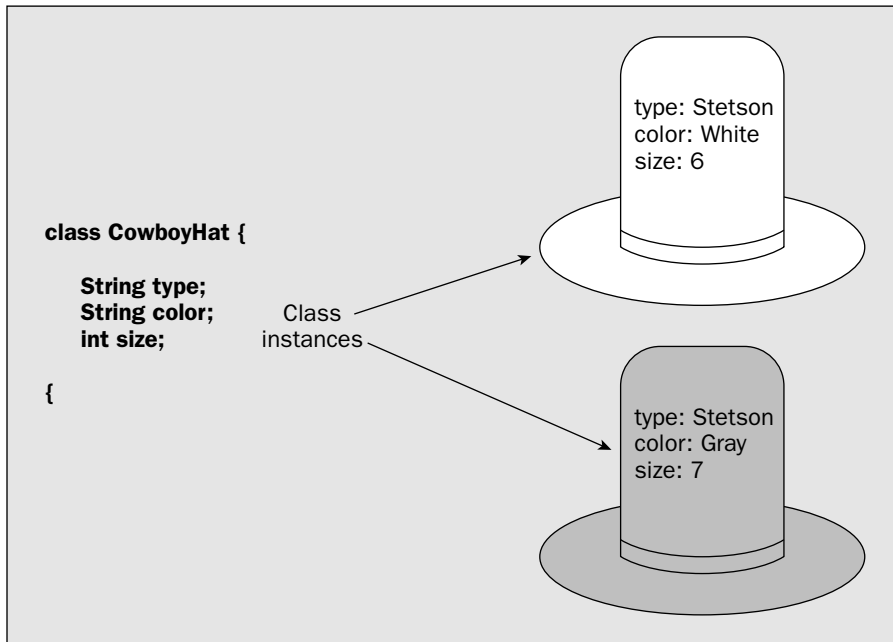 class CowboyHat {
String type;
String color;
int size;
{
Class
instances
type: Stetson
color: White
size: 6
type: Stetson
color: Gray
size: 7